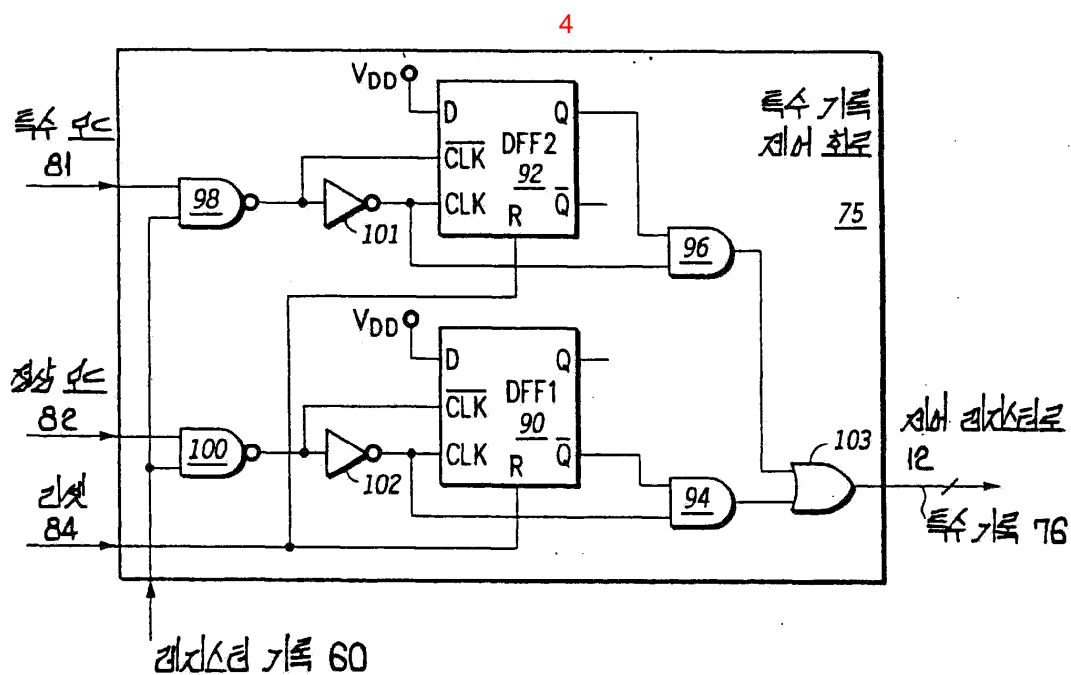 4
VDD
특수 모드
81
98
101
D
Q
CLK
DFF2
92
CLK
Q
R
특수 기록
제어 회로
75
96
VDD
정상 모드
82
100
102
D
Q
CLK
DFF1
90
CLK
Q
R
94
103
제어 레지스터로
12
특수 기록 76
리셋
84
레지스터 기록 60